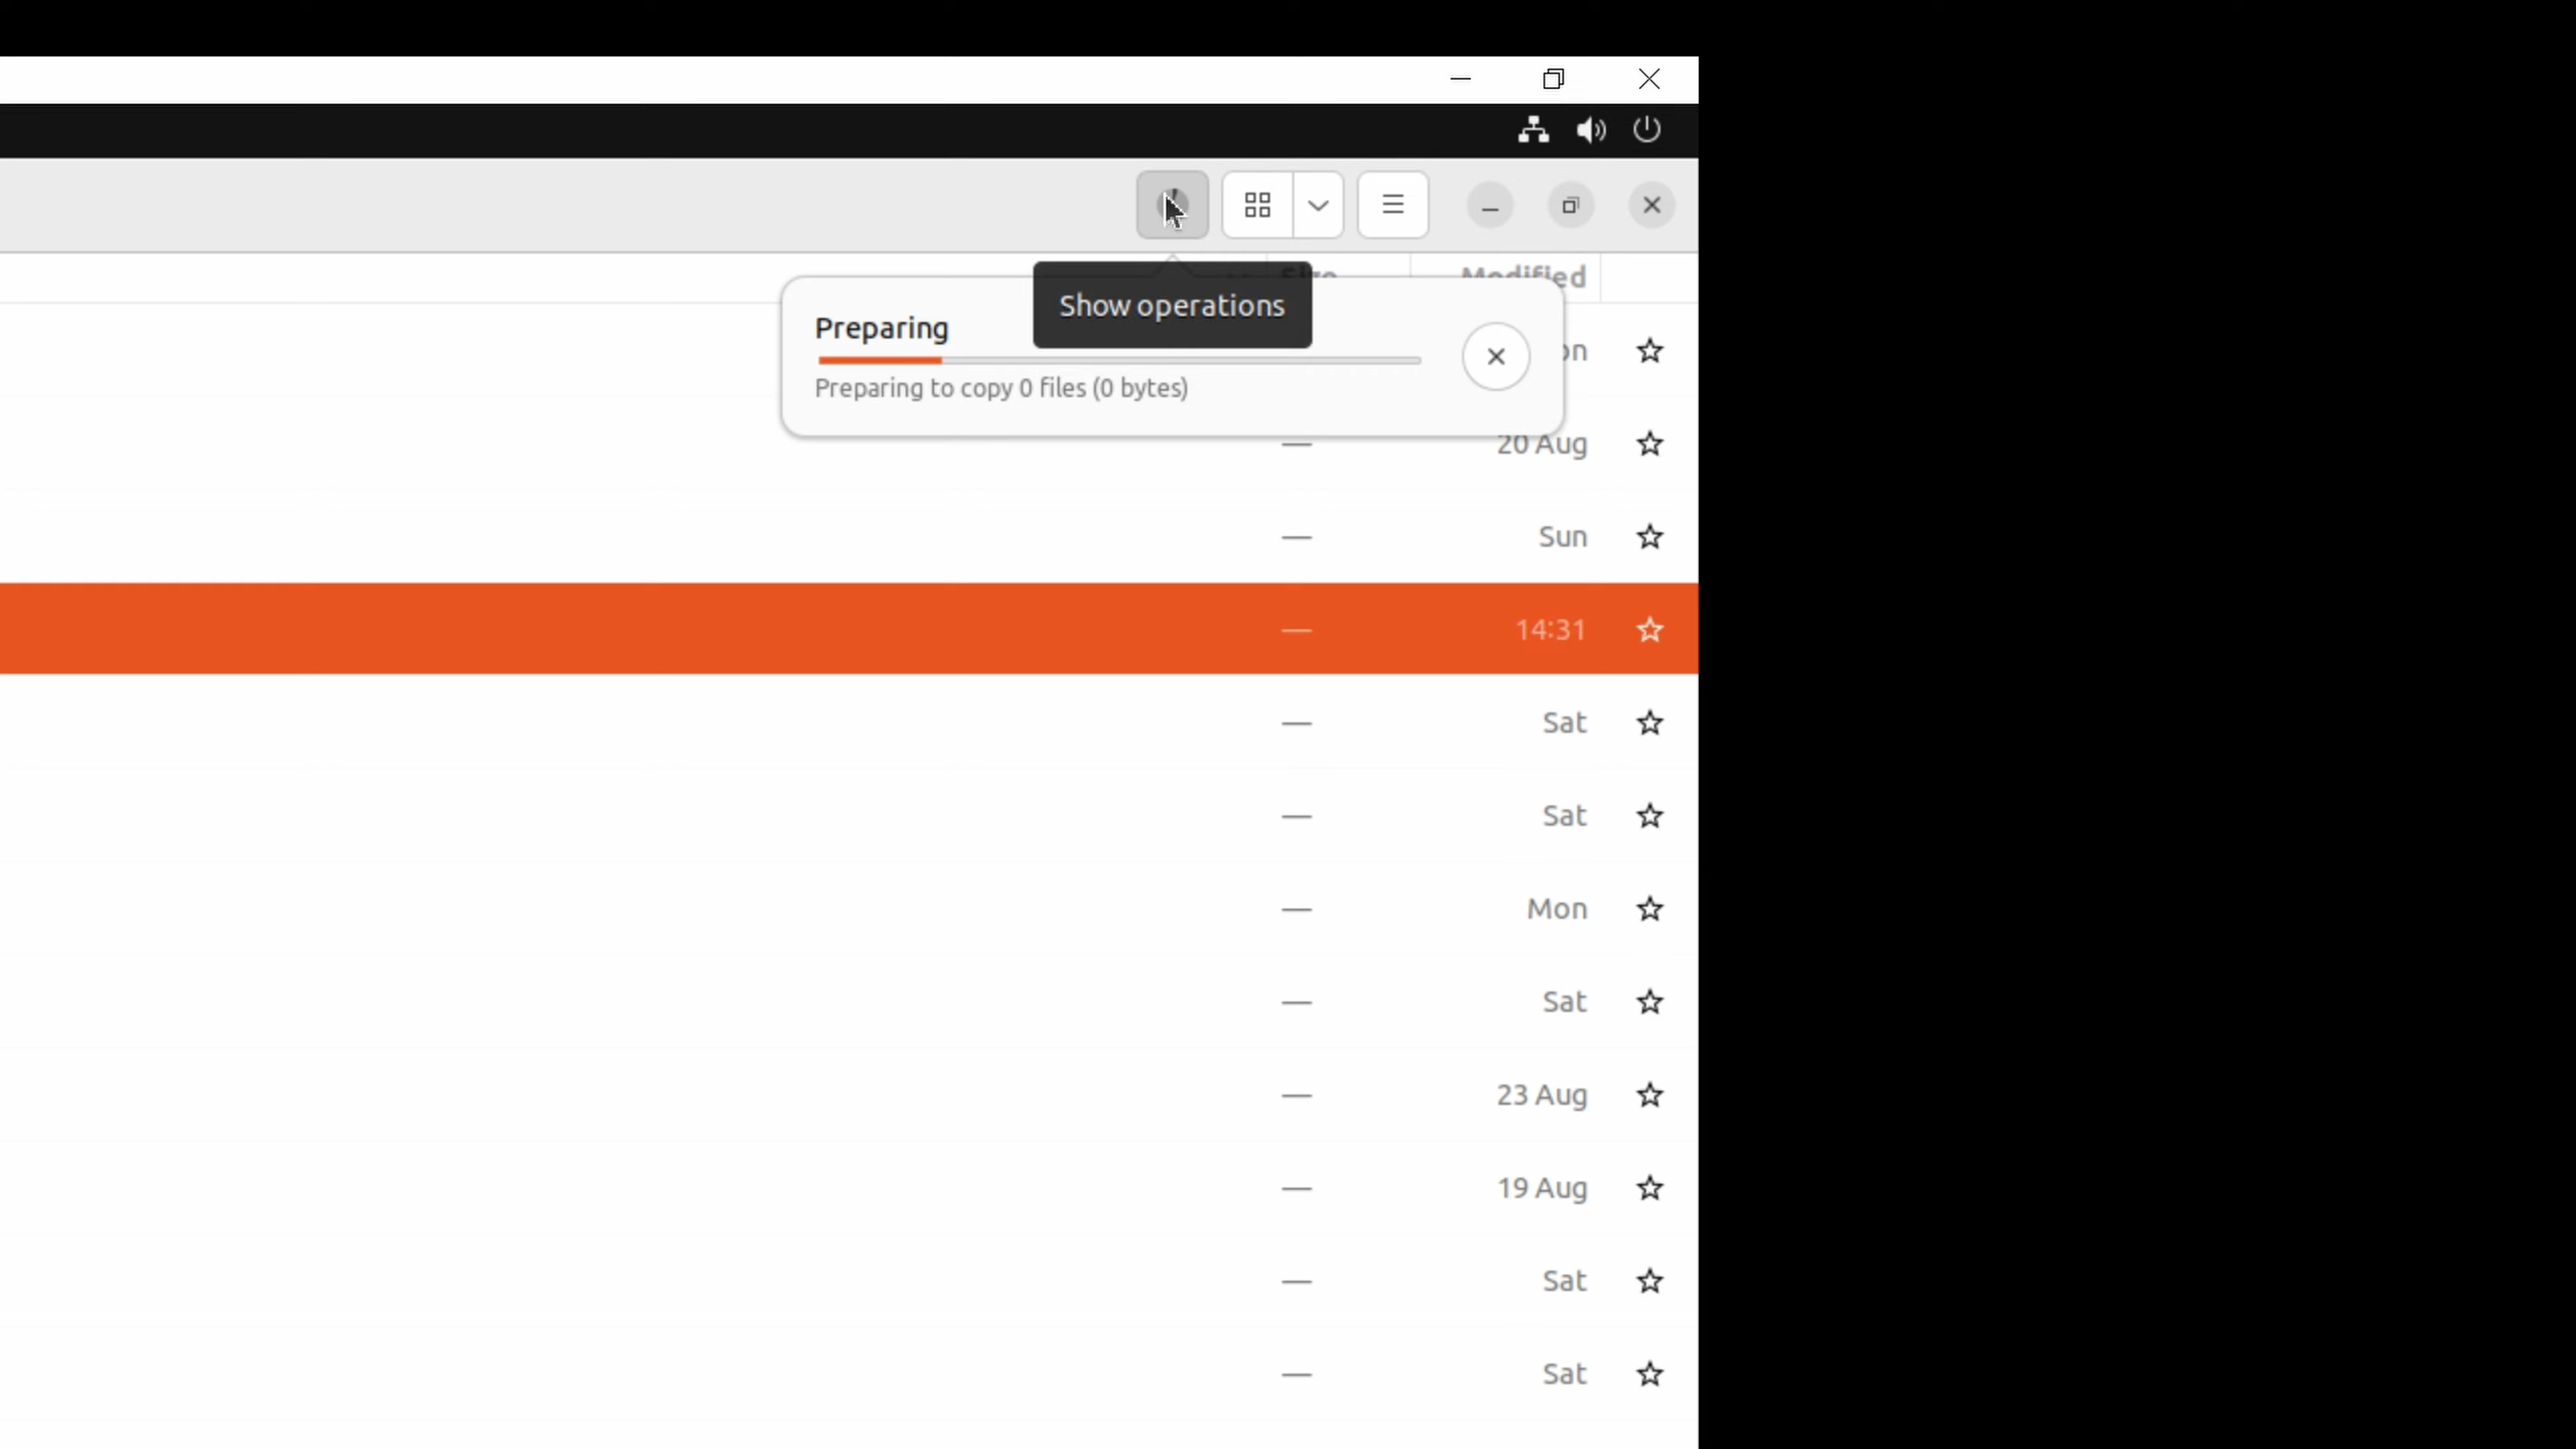 Size Modified
Show operations
Preparing
Preparing to copy 0 files (0 bytes)
20 Aug
Sun
14:31
Sat
Sat
Mon
Sat
23 Aug
19 Aug
Sat
Sat